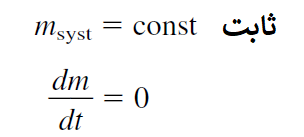 m_syst = const ثابت
dm/dt = 0